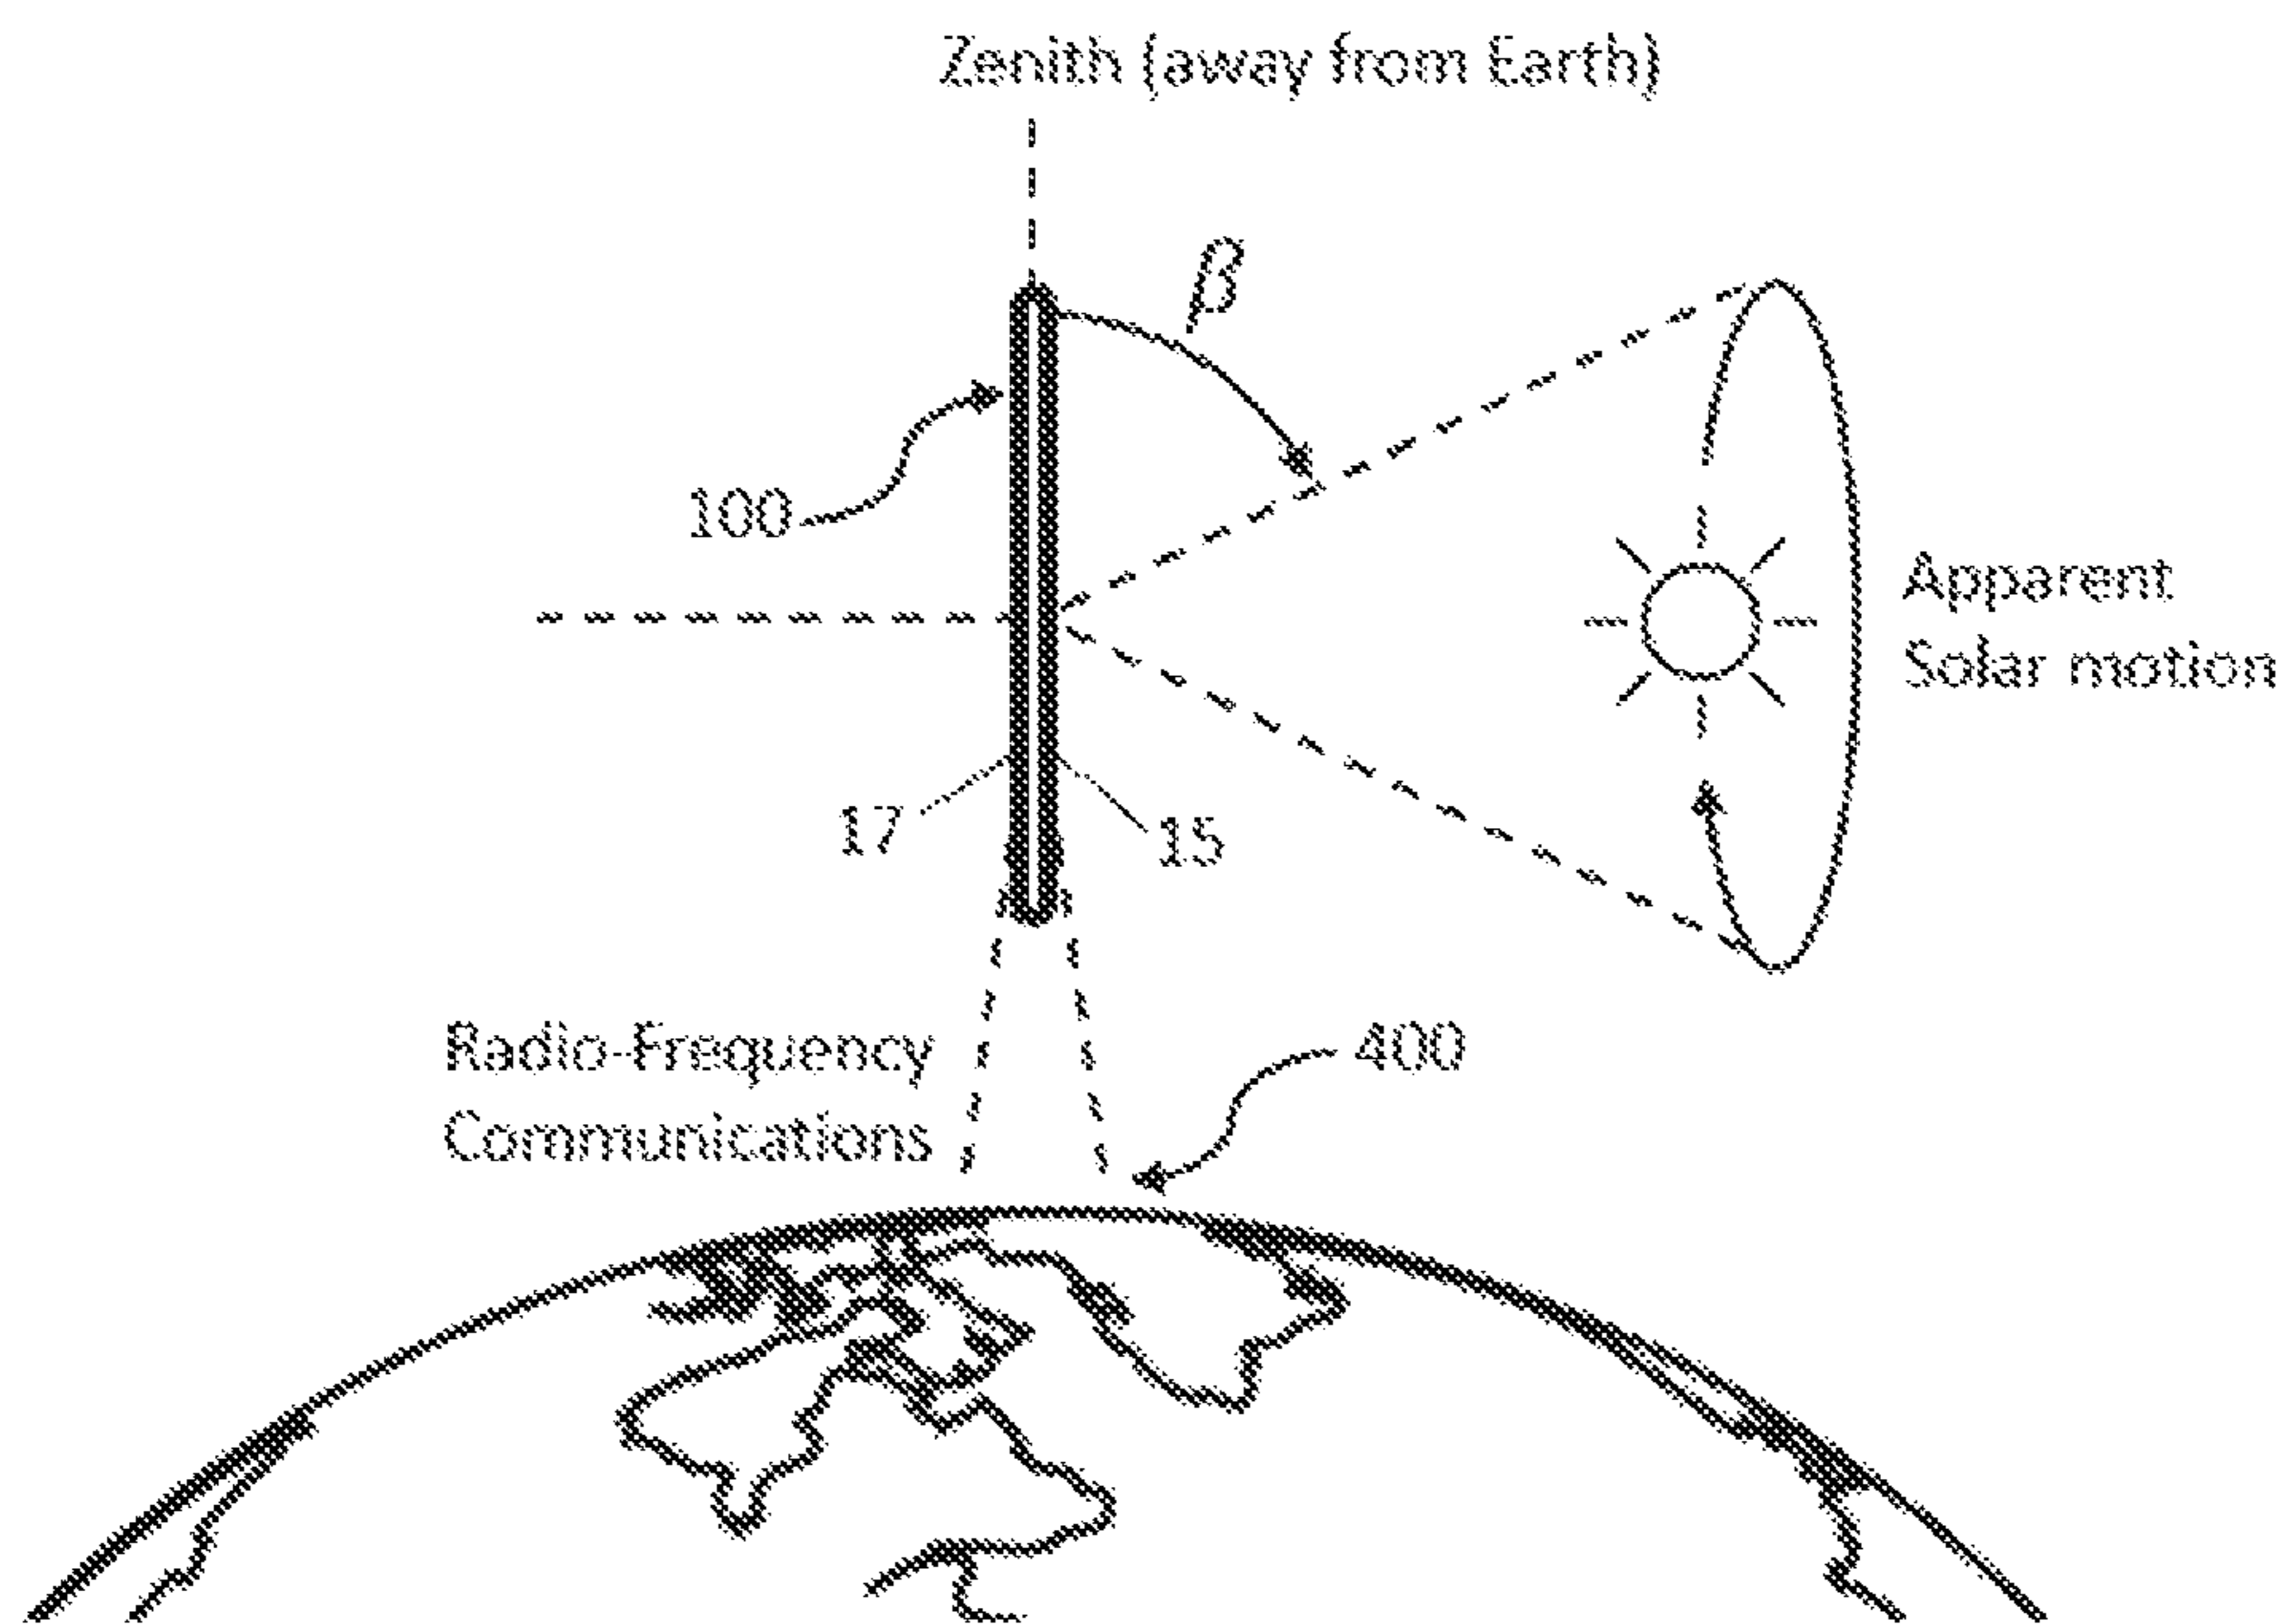 Zenith (away from Earth)
β
100
Apparent
Solar motion
17
15
Radio-Frequency
Communications
400